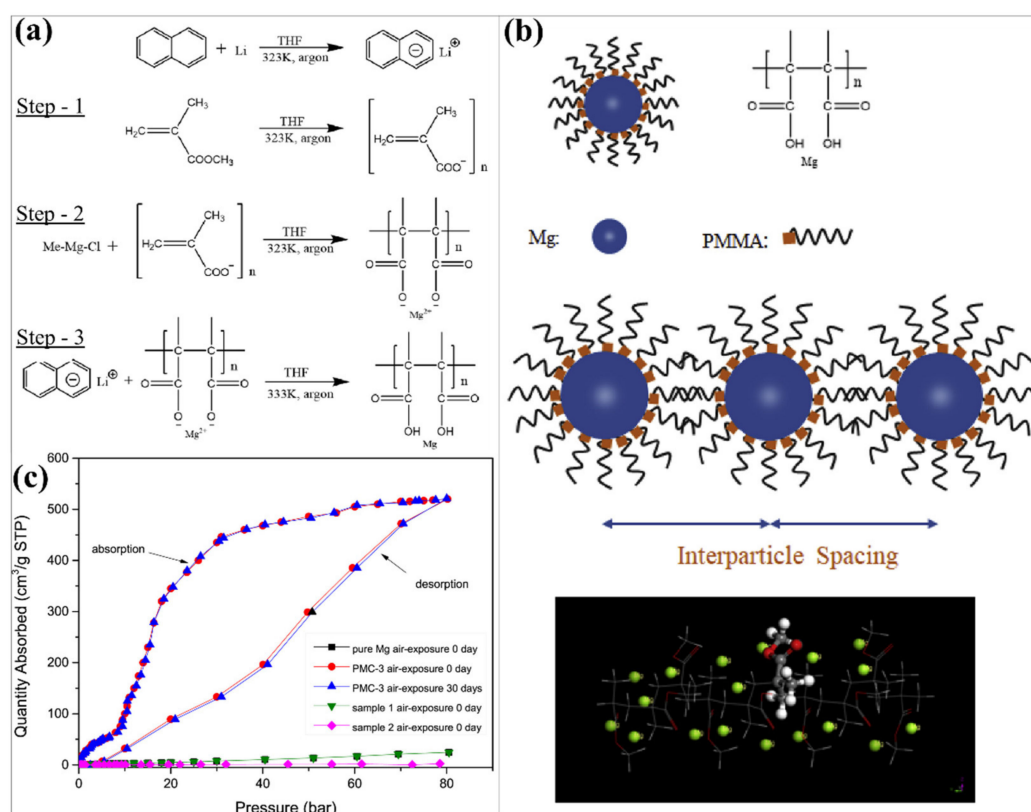 (a)
+ Li
THF
323K, argon
Li⊕
Step - 1
H₂C
CH₃
COOCH₃
THF
323K, argon
H₂C
CH₃
COO⁻
n
Step - 2
Me-Mg-Cl +
H₂C
CH₃
COO⁻
n
THF
323K, argon
C C
n
O C C O
O⁻ O⁻
Mg²⁺
Step - 3
Li⊕ +
C C
n
O C C O
O⁻ O⁻
Mg²⁺
THF
333K, argon
C C
n
O C C O
OH OH
Mg
(b)
C C
n
O C C O
OH OH
Mg
Mg:
PMMA:
Interparticle Spacing
(c)
Quantity Absorbed (cm³/g STP)
600
500
400
300
200
100
0
absorption
desorption
pure Mg air-exposure 0 day
PMC-3 air-exposure 0 day
PMC-3 air-exposure 30 days
sample 1 air-exposure 0 day
sample 2 air-exposure 0 day
0 20 40 60 80
Pressure (bar)